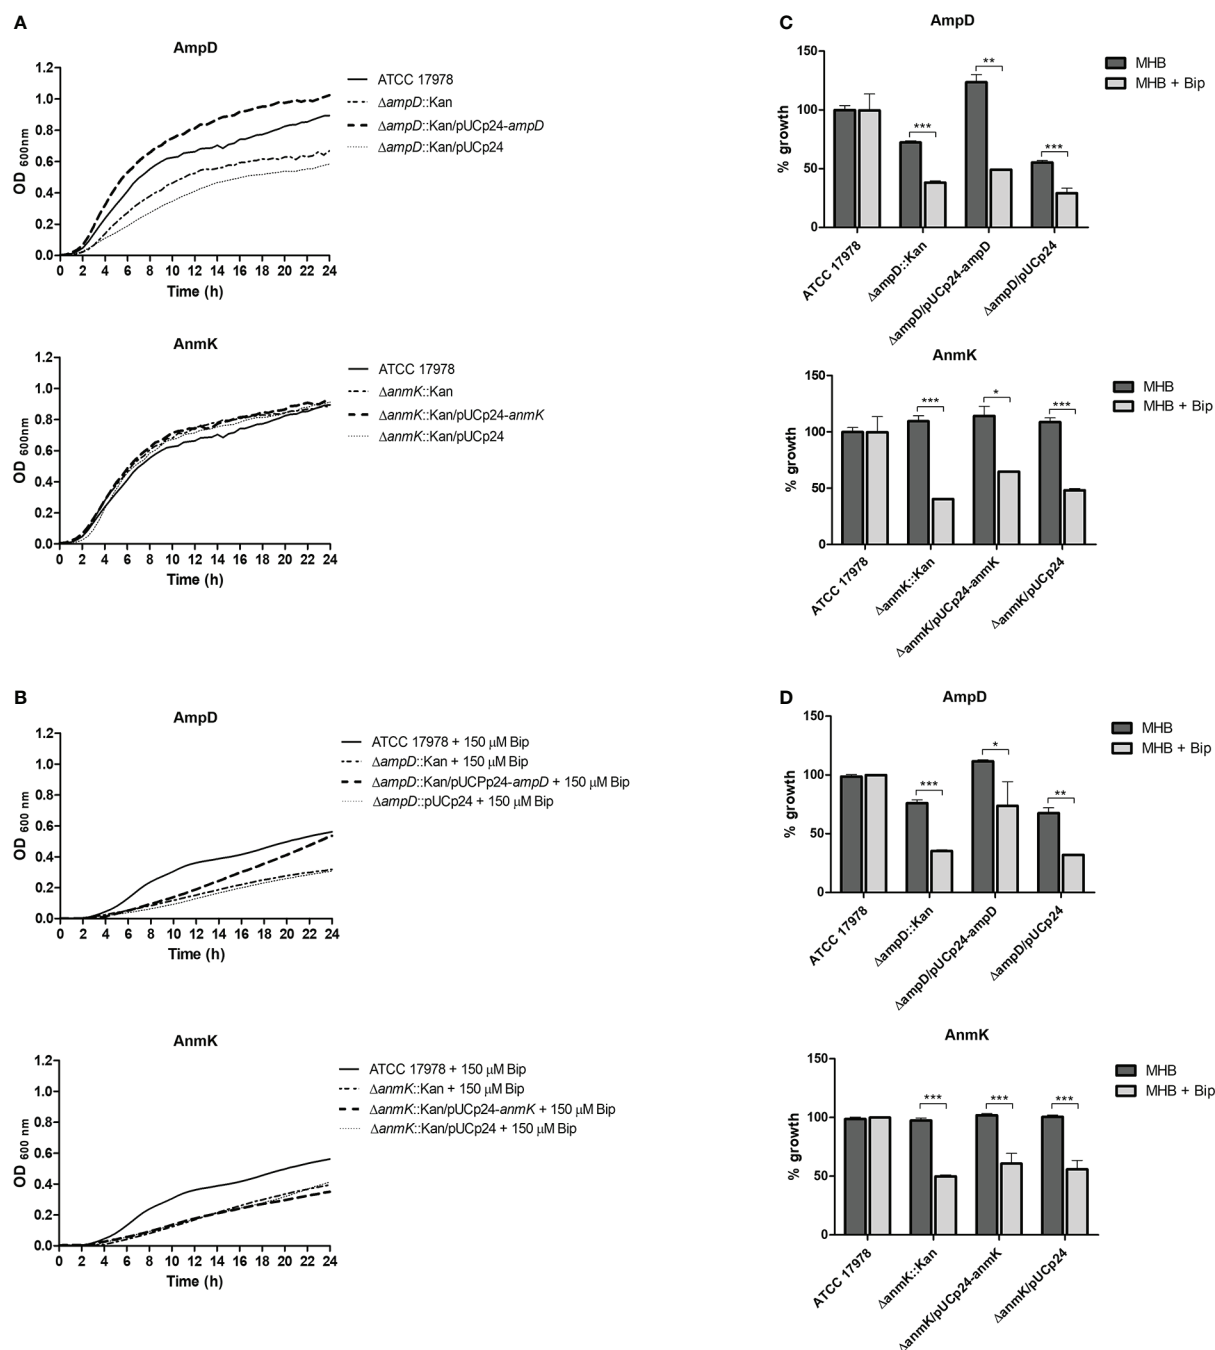 A
AmpD
1.2
1.0
0.8
0.6
0.4
0.2
0.0
OD 600nm
0 2 4 6 8 10 12 14 16 18 20 22 24
Time (h)
ATCC 17978
ΔampD::Kan
ΔampD::Kan/pUCp24-ampD
ΔampD::Kan/pUCp24
AnmK
1.2
1.0
0.8
0.6
0.4
0.2
0.0
OD 600nm
0 2 4 6 8 10 12 14 16 18 20 22 24
Time (h)
ATCC 17978
ΔanmK::Kan
ΔanmK::Kan/pUCp24-anmK
ΔanmK::Kan/pUCp24
B
AmpD
1.2
1.0
0.8
0.6
0.4
0.2
0.0
OD 600 nm
0 2 4 6 8 10 12 14 16 18 20 22 24
Time (h)
ATCC 17978 + 150 μM Bip
ΔampD::Kan + 150 μM Bip
ΔampD::Kan/pUCPp24-ampD + 150 μM Bip
ΔampD::pUCp24 + 150 μM Bip
AnmK
1.2
1.0
0.8
0.6
0.4
0.2
0.0
OD 600 nm
0 2 4 6 8 10 12 14 16 18 20 22 24
Time (h)
ATCC 17978 + 150 μM Bip
ΔanmK::Kan + 150 μM Bip
ΔanmK::Kan/pUCp24-anmK + 150 μM Bip
ΔanmK::Kan/pUCp24 + 150 μM Bip
C
AmpD
150
100
50
0
% growth
*** ** ***
MHB
MHB + Bip
ATCC 17978
ΔampD::Kan
ΔampD/pUCp24-ampD
ΔampD/pUCp24
AnmK
150
100
50
0
% growth
*** * ***
MHB
MHB + Bip
ATCC 17978
ΔanmK::Kan
ΔanmK/pUCp24-anmK
ΔanmK/pUCp24
D
AmpD
150
100
50
0
% growth
*** * **
MHB
MHB + Bip
ATCC 17978
ΔampD::Kan
ΔampD/pUCp24-ampD
ΔampD/pUCp24
AnmK
150
100
50
0
% growth
*** *** ***
MHB
MHB + Bip
ATCC 17978
ΔanmK::Kan
ΔanmK/pUCp24-anmK
ΔanmK/pUCp24